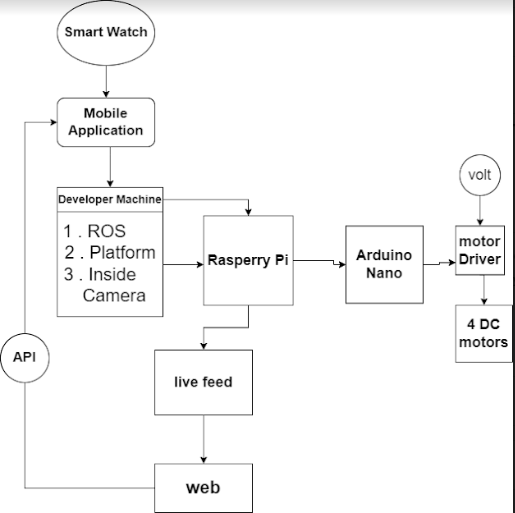 Smart Watch
Mobile
Application
Developer Machine
1 . ROS
2 . Platform
3 . Inside
Camera
Rasperry Pi
Arduino
Nano
volt
motor
Driver
4 DC
motors
API
live feed
web